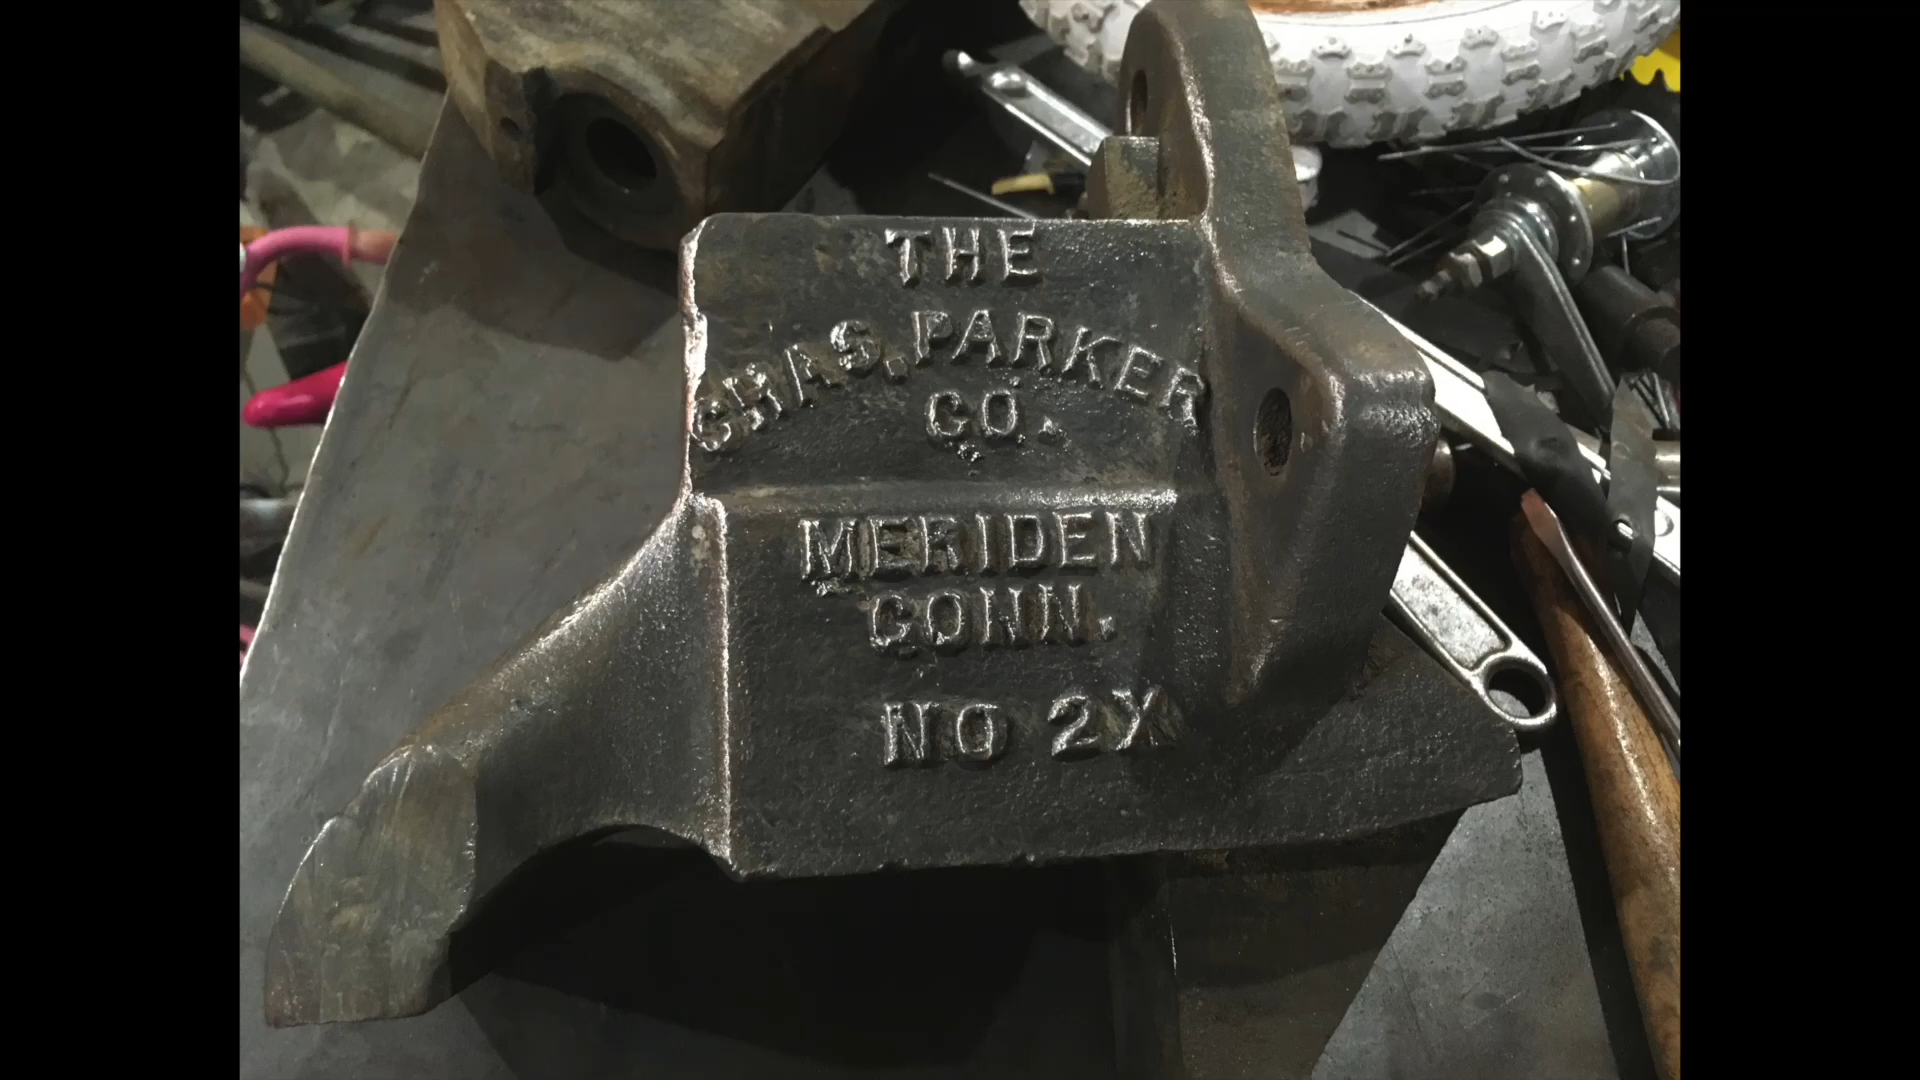 THE
CHAS. PARKER
CO.
MERIDEN
CONN.
NO 2X